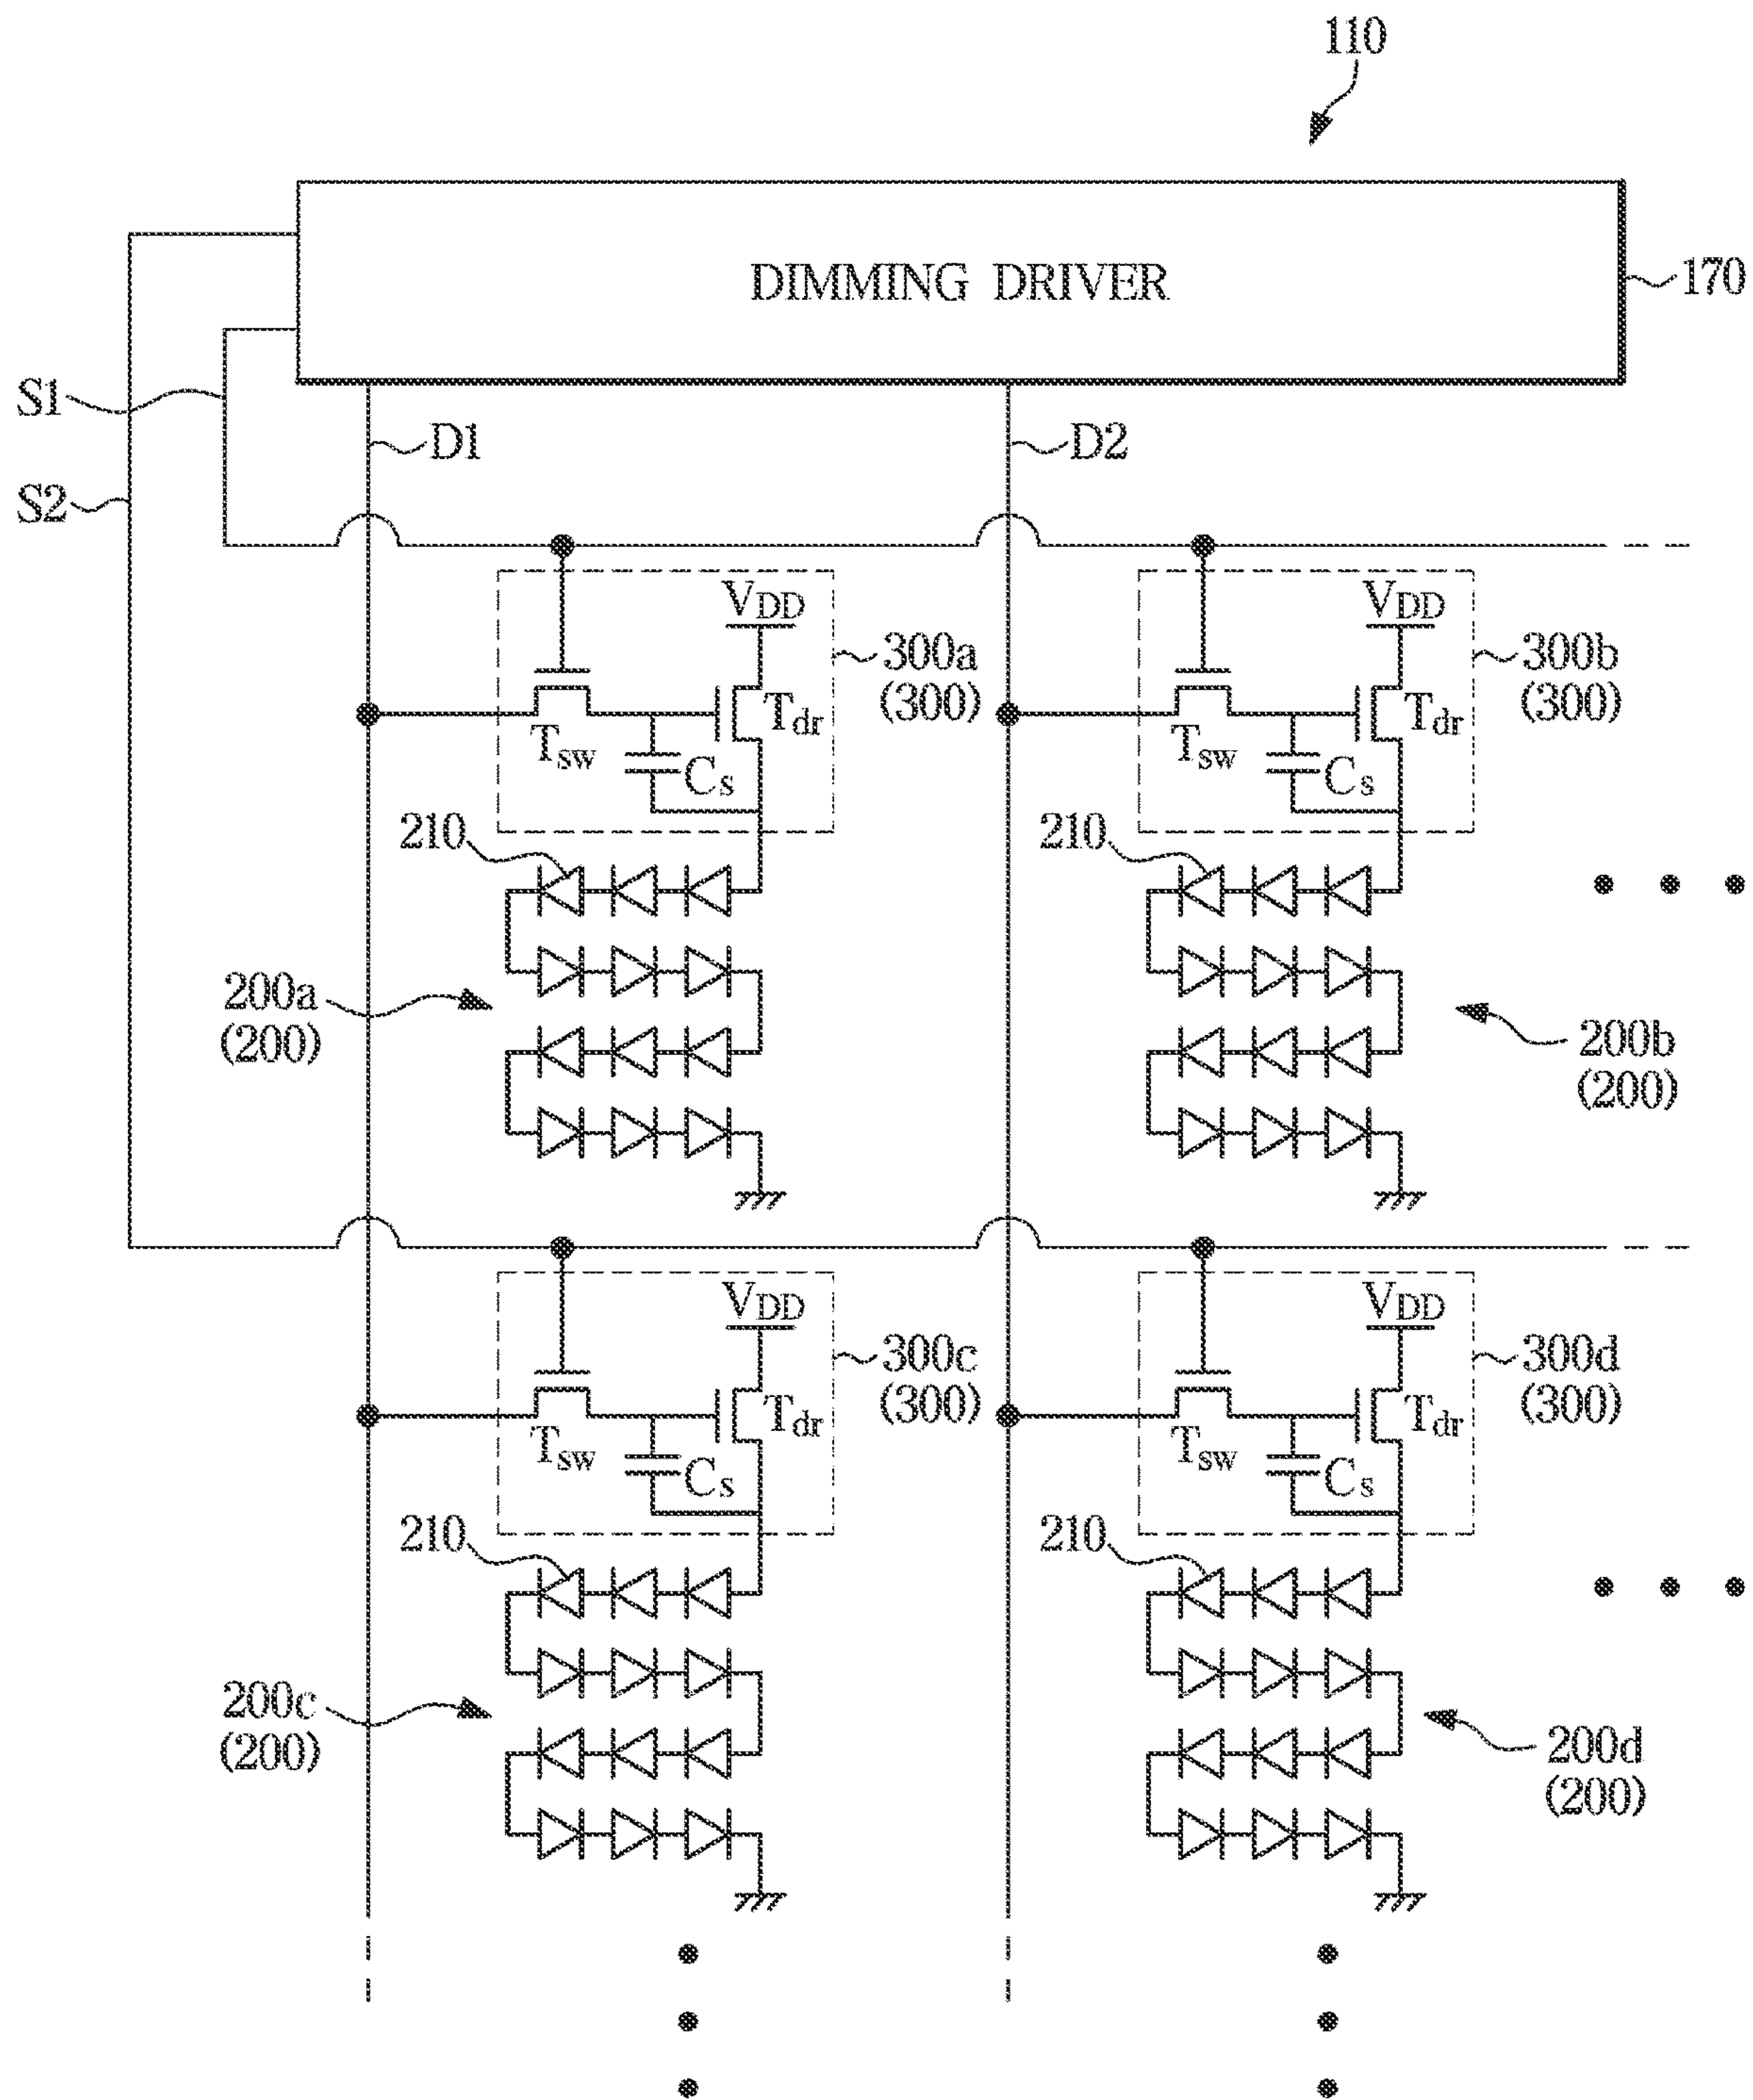 110
DIMMING DRIVER
170
S1
D1
D2
S2
VDD
VDD
300a
(300)
300b
(300)
Tsw
Tdr
Tsw
Tdr
Cs
Cs
210
210
200a
(200)
200b
(200)
VDD
VDD
300c
(300)
300d
(300)
Tsw
Tdr
Tsw
Tdr
Cs
Cs
210
210
200c
(200)
200d
(200)